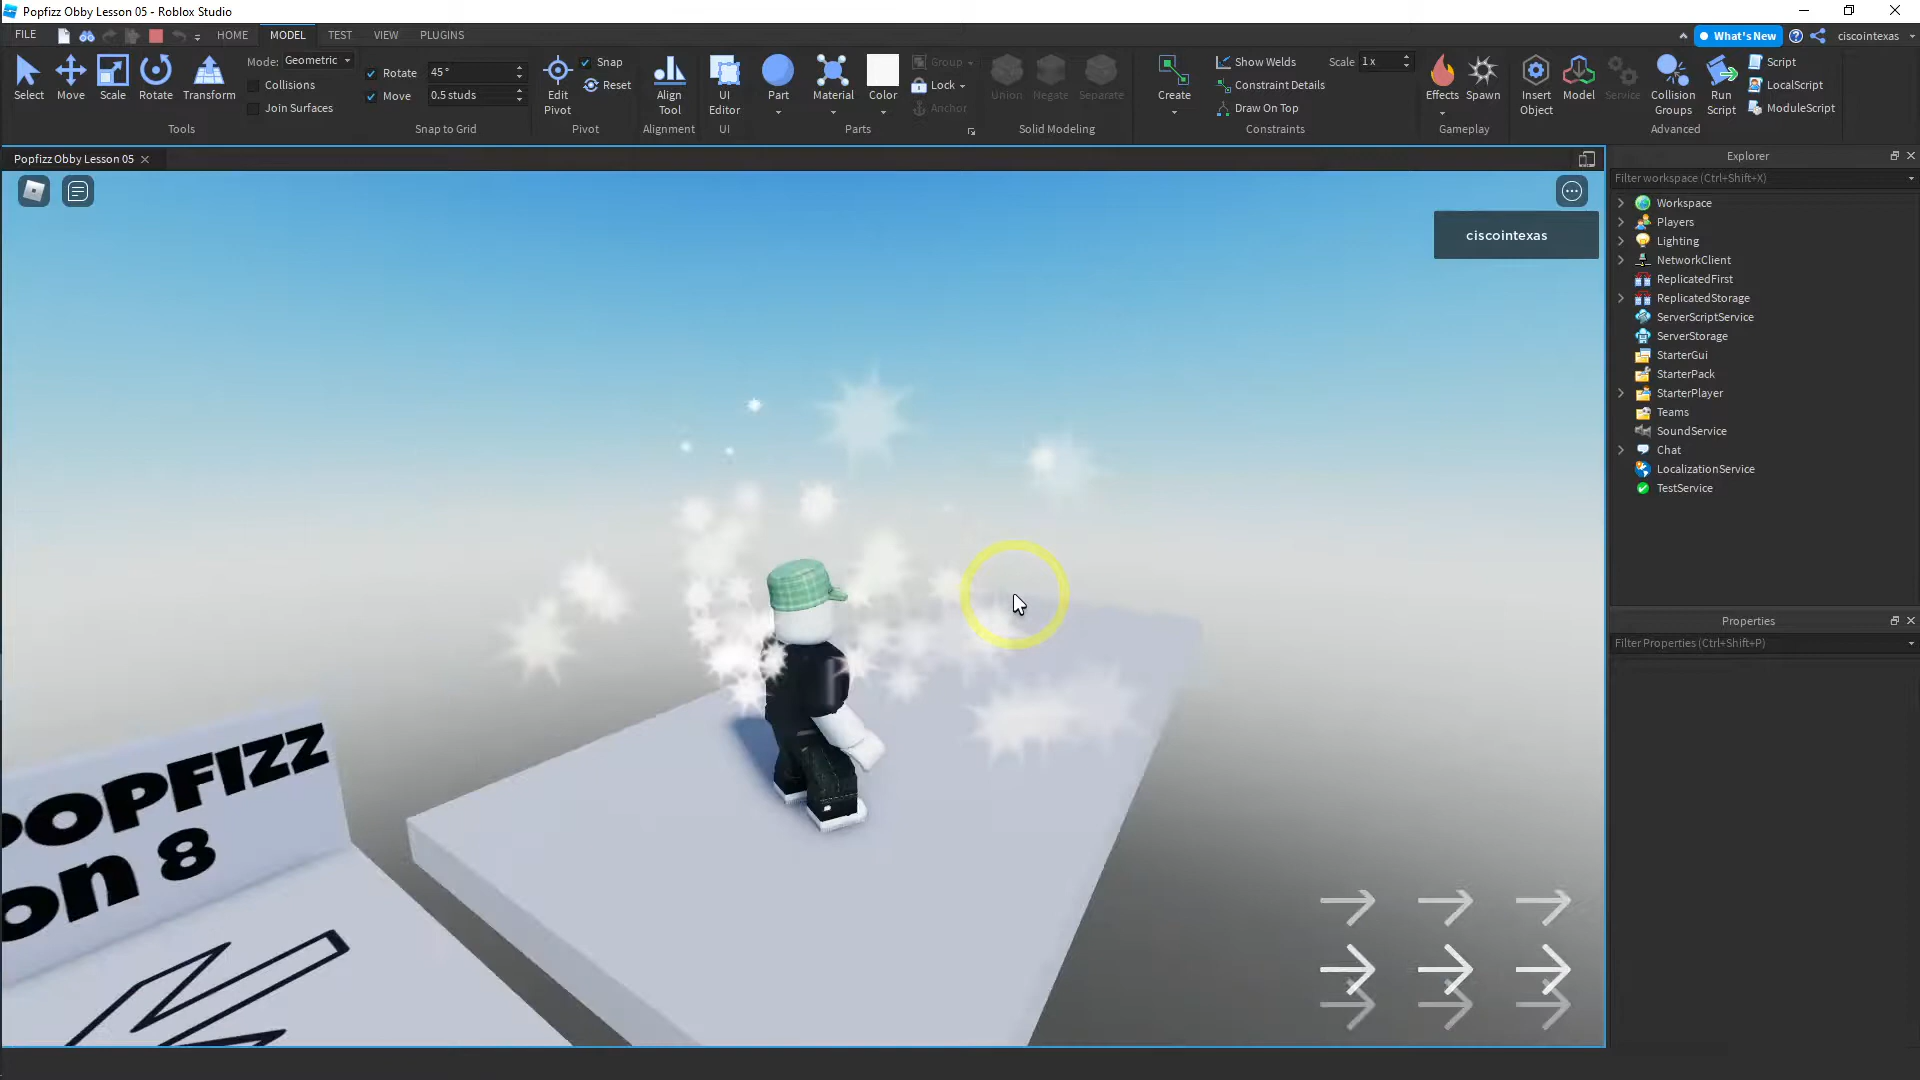 Popfizz Obby Lesson 05 - Roblox Studio
FILE HOME MODEL TEST VIEW PLUGINS What's New ciscointexas
Select Move Scale Rotate Transform
Mode: Geometric
Collisions
Join Surfaces
Tools
Rotate 45°
Move 0.5 studs
Snap to Grid
Edit Pivot
Snap
Reset
Pivot
Align Tool
Alignment
UI Editor
UI
Part Material Color
Group
Lock
Anchor
Parts
Union Negate Separate
Solid Modeling
Create
Show Welds Scale 1 x
Constraint Details
Draw On Top
Constraints
Effects Spawn
Gameplay
Insert Object
Model
Service
Collision Groups
Run Script
Script
LocalScript
ModuleScript
Advanced
Popfizz Obby Lesson 05
ciscointexas
POPFIZZ
on 8
Explorer
Filter workspace (Ctrl+Shift+X)
Workspace
Players
Lighting
NetworkClient
ReplicatedFirst
ReplicatedStorage
ServerScriptService
ServerStorage
StarterGui
StarterPack
StarterPlayer
Teams
SoundService
Chat
LocalizationService
TestService
Properties
Filter Properties (Ctrl+Shift+P)